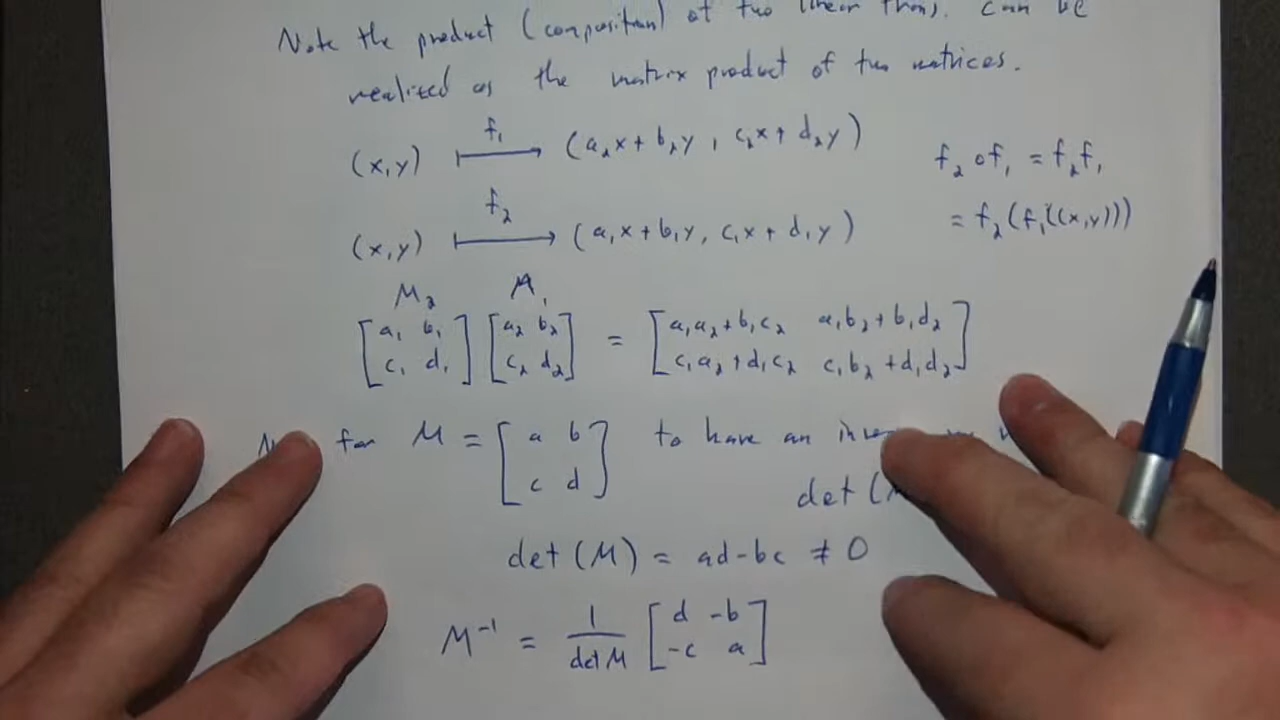 Note the product (composition) of two linear trans. can be
realized as the matrix product of two matrices.
(x,y) ⟼ f₁ (a₂x+b₂y, c₂x+d₂y)
f₂∘f₁ = f₂f₁
= f₂(f₁((x,y)))
(x,y) ⟼ f₂ (a₁x+b₁y, c₁x+d₁y)
M₂ M₁
[a₁ b₁] [a₂ b₂] = [a₁a₂+b₁c₂ a₁b₂+b₁d₂]
[c₁ d₁] [c₂ d₂] [c₁a₂+d₁c₂ c₁b₂+d₁d₂]
for M = [a b] to have an
[c d]
det (
det (M) = ad-bc ≠ 0
M⁻¹ = 1/det M [d -b]
[-c a]